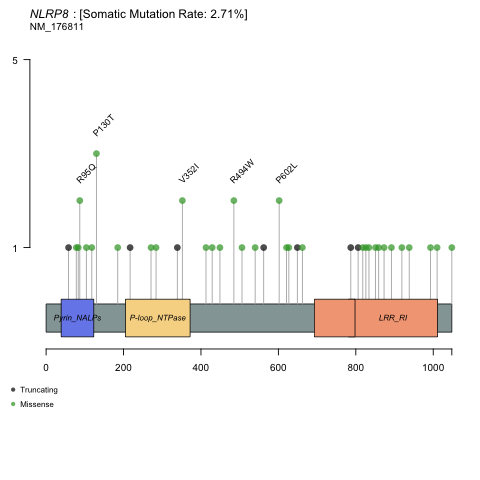 NLRP8 : [Somatic Mutation Rate: 2.71%]
NM_176811
5
P130T
R95Q
V352I
R494W
P602L
1
Pyrin_NALPs
P-loop_NTPase
LRR_RI
0 200 400 600 800 1000
Truncating
Missense